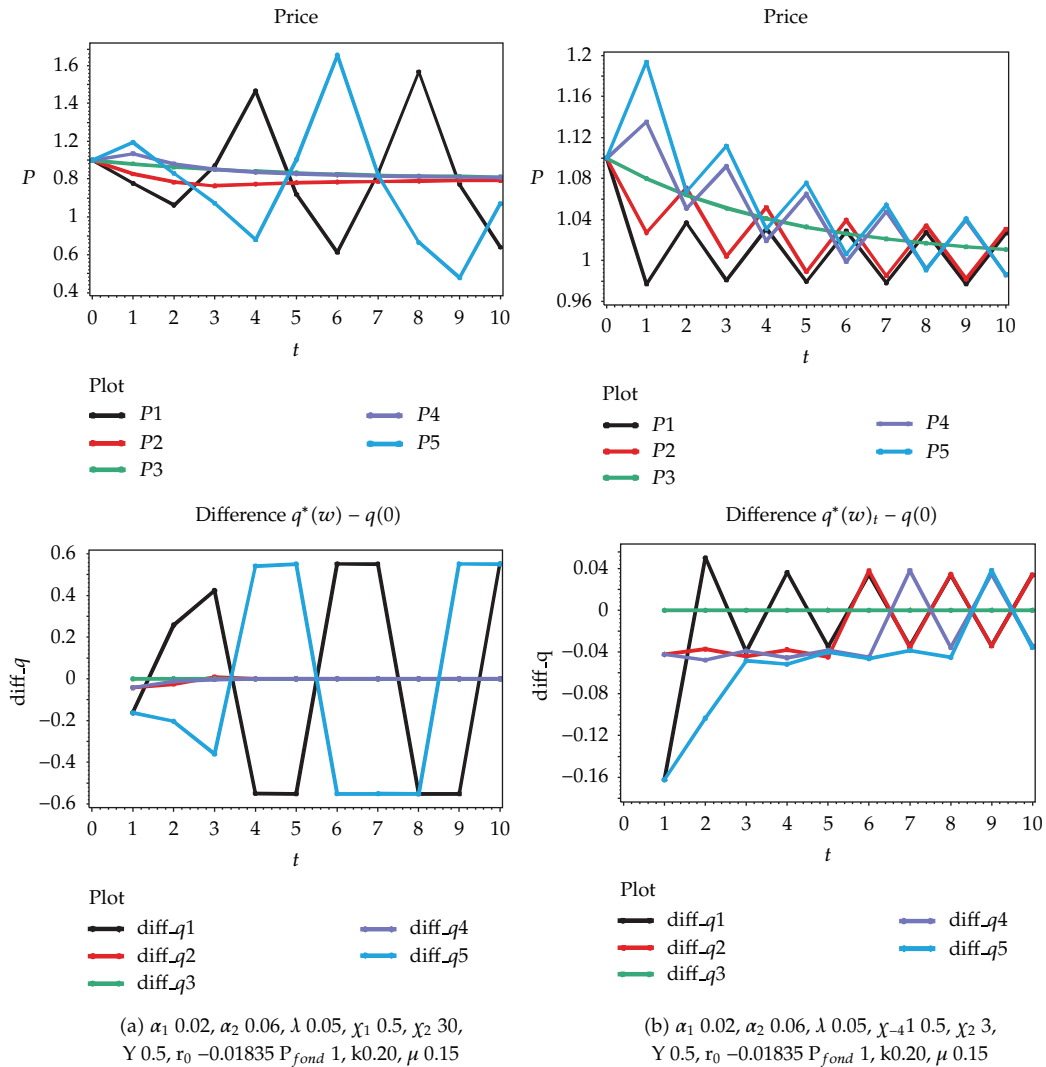 Price
1.6
1.4
1.2
P
0.8
1
0.6
0.4
0 1 2 3 4 5 6 7 8 9 10
t
Plot
P1
P2
P3
P4
P5
Price
1.2
1.16
1.12
P
1.08
1.04
1
0.96
0 1 2 3 4 5 6 7 8 9 10
t
Plot
P1
P2
P3
P4
P5
Difference q*(w) − q(0)
0.6
0.4
0.2
diff_q
0
−0.2
−0.4
−0.6
0 1 2 3 4 5 6 7 8 9 10
t
Plot
diff_q1
diff_q2
diff_q3
diff_q4
diff_q5
(a) α₁ 0.02, α₂ 0.06, λ 0.05, χ₁ 0.5, χ₂ 30,
Υ 0.5, r₀ −0.01835 P_fond 1, k0.20, μ 0.15
Difference q*(w)ₜ − q(0)
0.04
0
−0.04
diff_q
−0.08
−0.12
−0.16
0 1 2 3 4 5 6 7 8 9 10
t
Plot
diff_q1
diff_q2
diff_q3
diff_q4
diff_q5
(b) α₁ 0.02, α₂ 0.06, λ 0.05, χ₋₄1 0.5, χ₂ 3,
Υ 0.5, r₀ −0.01835 P_fond 1, k0.20, μ 0.15